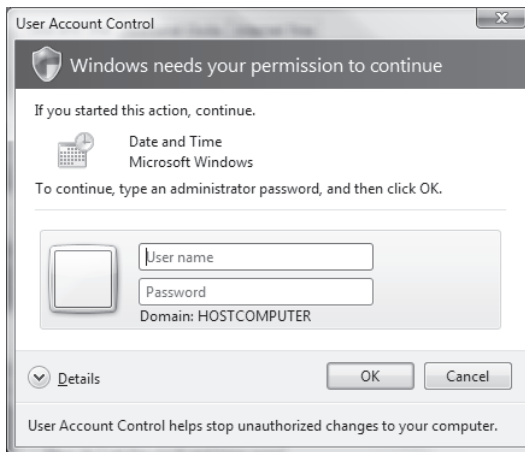 User Account Control
Windows needs your permission to continue
If you started this action, continue.
Date and Time
Microsoft Windows
To continue, type an administrator password, and then click OK.
User name
Password
Domain: HOSTCOMPUTER
Details
OK
Cancel
User Account Control helps stop unauthorized changes to your computer.